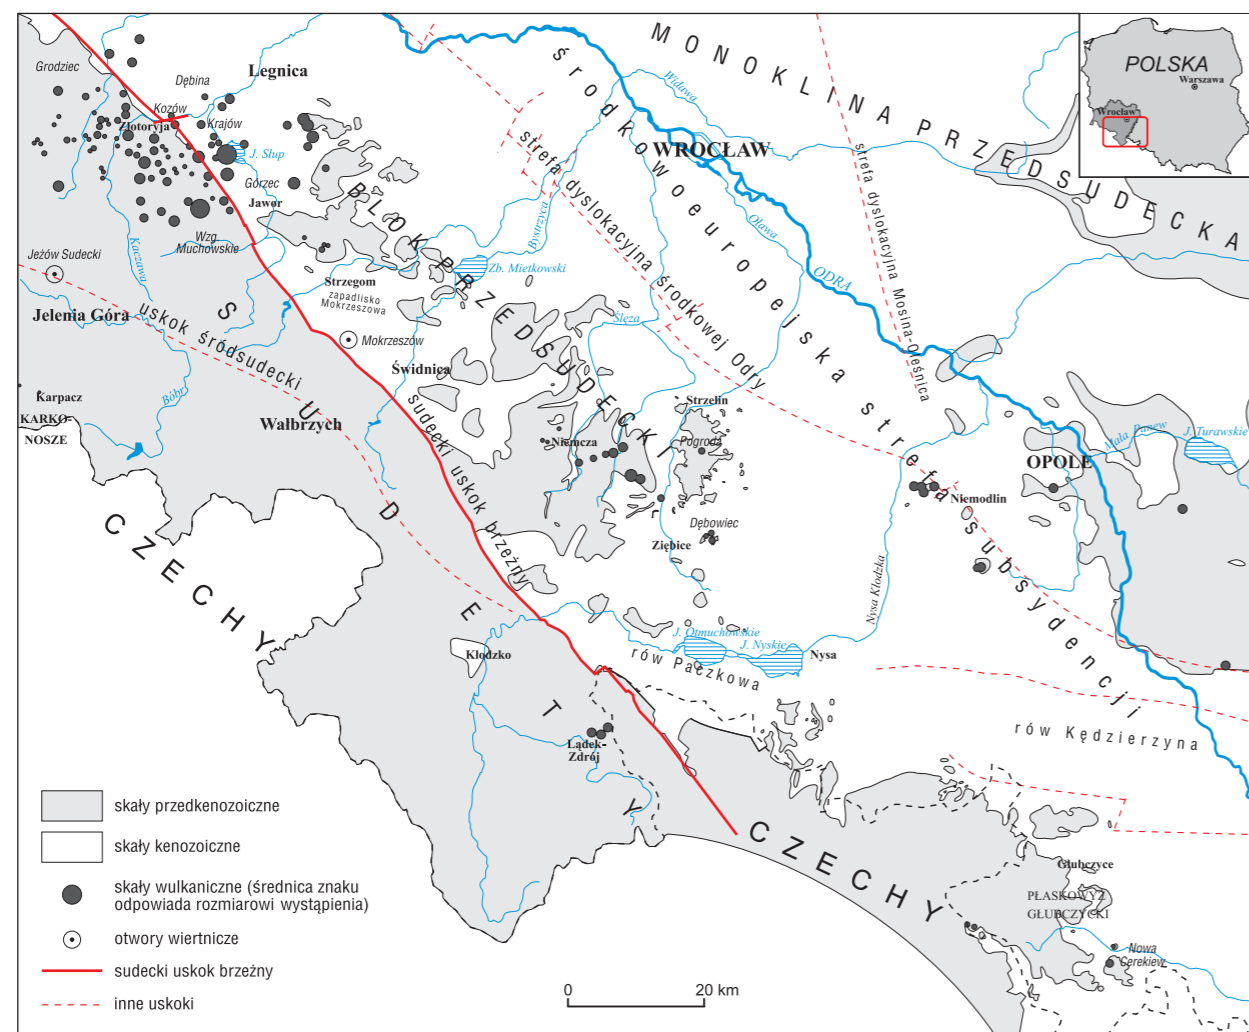 MONOKLINA PRZEDSUDECKA
POLSKA
Warszawa
Wrocław
Grodziec
Dębina
Legnica
Kozów
Złotoryja
Krajów
J. Słup
Górzec
Jawor
Wzg.
Muchowskie
Kaczawa
Jeżów Sudecki
Jelenia Góra
uskok śródsudecki
Karpacz
KARKO-
NOSZE
Bóbr
Wałbrzych
SUDETY
BLOK PRZEDSUDECKI
Strzegom
zapadlisko
Mokrzeszowa
Mokrzeszów
Świdnica
sudecki uskok brzeżny
Bystrzyca
Zb. Mietkowski
Ślęza
Widawa
WROCŁAW
Oława
ODRA
środkowoeuropejska strefa subsydencji
strefa dyslokacyjna środkowej Odry
strefa dyslokacyjna Mosina-Oleśnica
Strzelin
Pogroda
Niemcza
Dębowiec
Ziębice
Niemodlin
OPOLE
Mała Panew
J. Turawskie
Nysa Kłodzka
J. Otmuchowskie
J. Nyskie
Nysa
rów Paczkowa
rów Kędzierzyna
Kłodzko
Lądek-
Zdrój
CZECHY
CZECHY
Głubczyce
PŁASKOWYŻ
GŁUBCZYCKI
Nowa
Cerekiew
skały przedkenozoiczne
skały kenozoiczne
skały wulkaniczne (średnica znaku
odpowiada rozmiarowi wystąpienia)
otwory wiertnicze
sudecki uskok brzeżny
inne uskoki
0 20 km